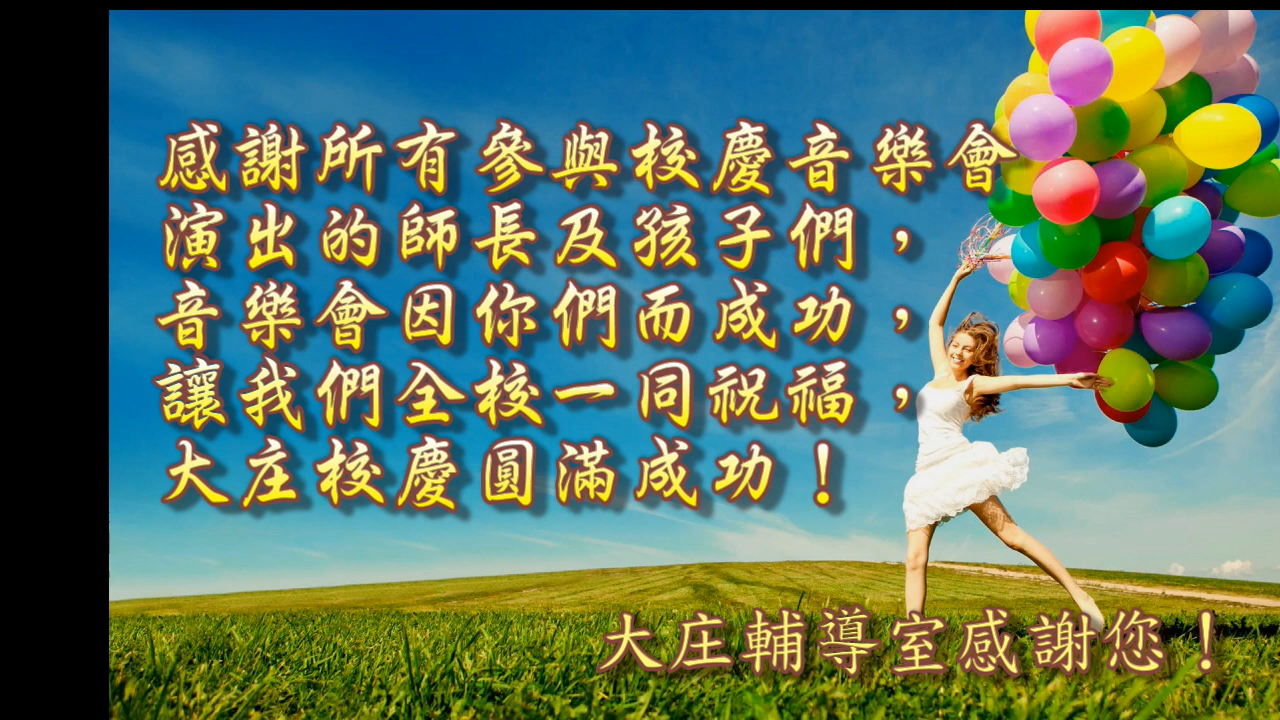 感謝所有參與校慶音樂會
演出的師長及孩子們，
音樂會因你們而成功，
讓我們全校一同祝福，
大庄校慶圓滿成功！
大庄輔導室感謝您！